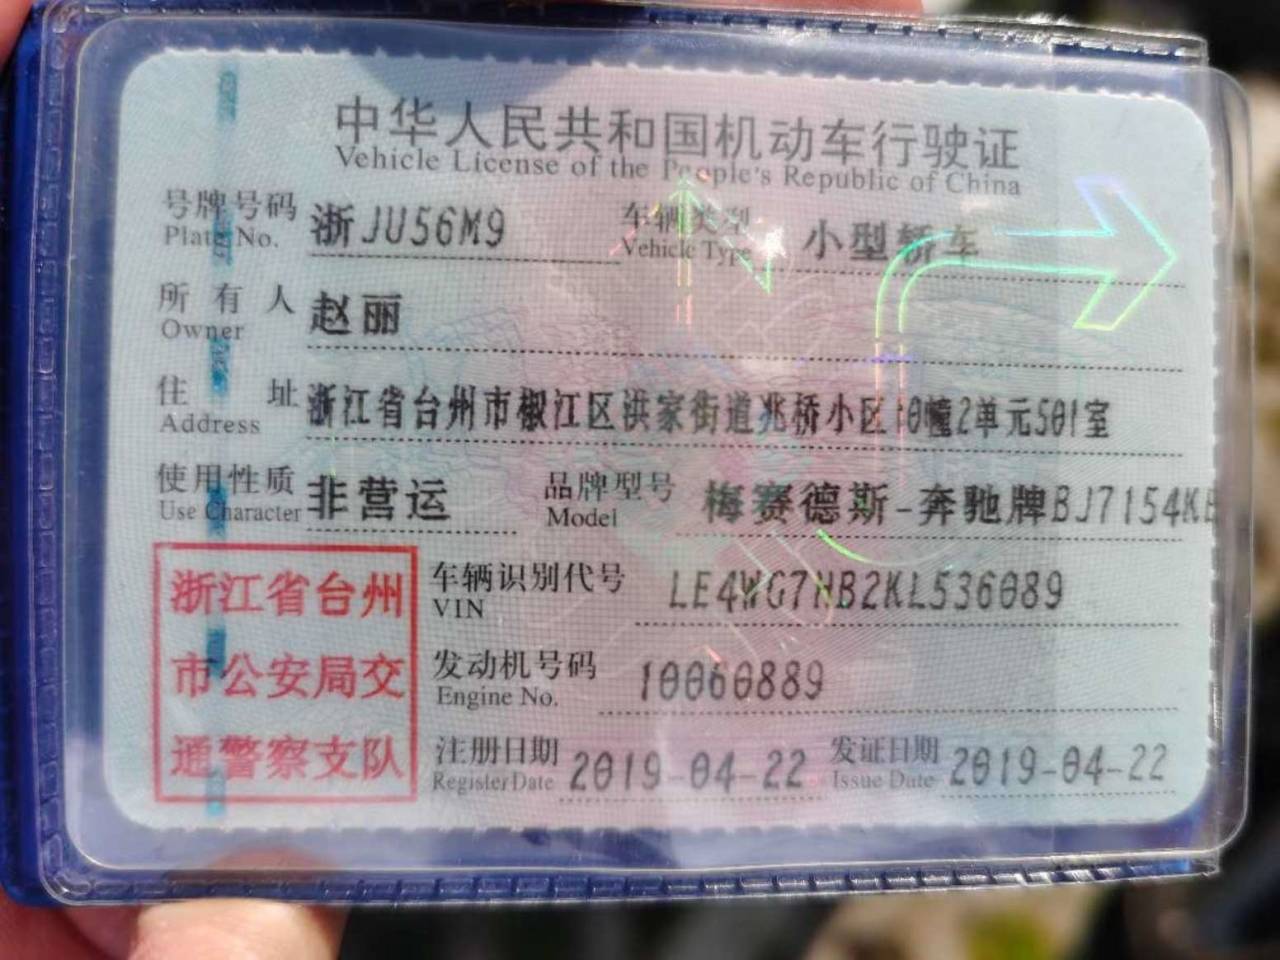 中华人民共和国机动车行驶证
Vehicle License of the People's Republic of China
号牌号码 浙JU56M9 车辆类型 小型轿车
Plate No. Vehicle Type
所有人 赵丽
Owner
住址 浙江省台州市椒江区洪家街道兆桥小区10幢2单元501室
Address
使用性质 非营运 品牌型号 梅赛德斯-奔驰牌BJ7154KE
Use Character Model
浙江省台州
市公安局交
通警察支队
车辆识别代号 LE4WG7HB2KL536089
VIN
发动机号码 10060889
Engine No.
注册日期 2019-04-22 发证日期 2019-04-22
Register Date Issue Date